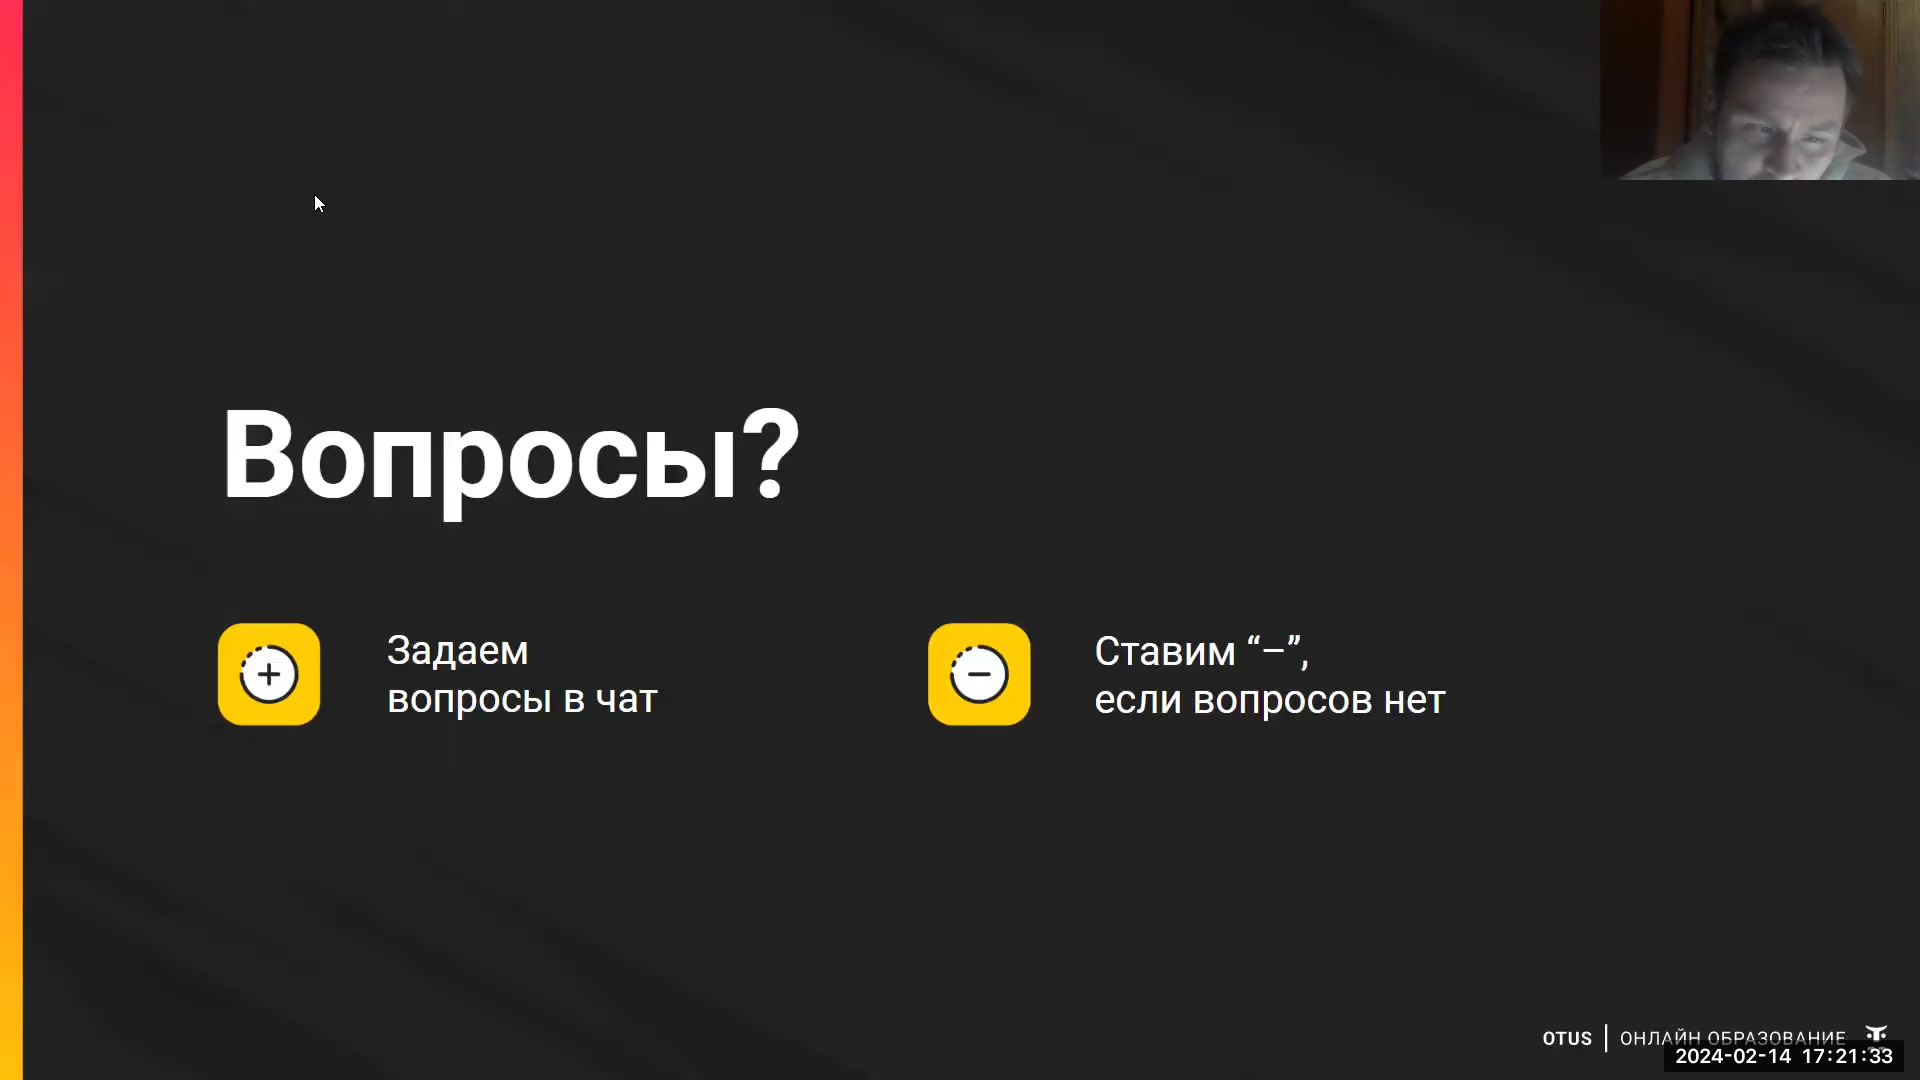 Вопросы?
Задаем
вопросы в чат
Ставим “–”,
если вопросов нет
OTUS | ОНЛАЙН ОБРАЗОВАНИЕ
2024-02-14 17:21:33